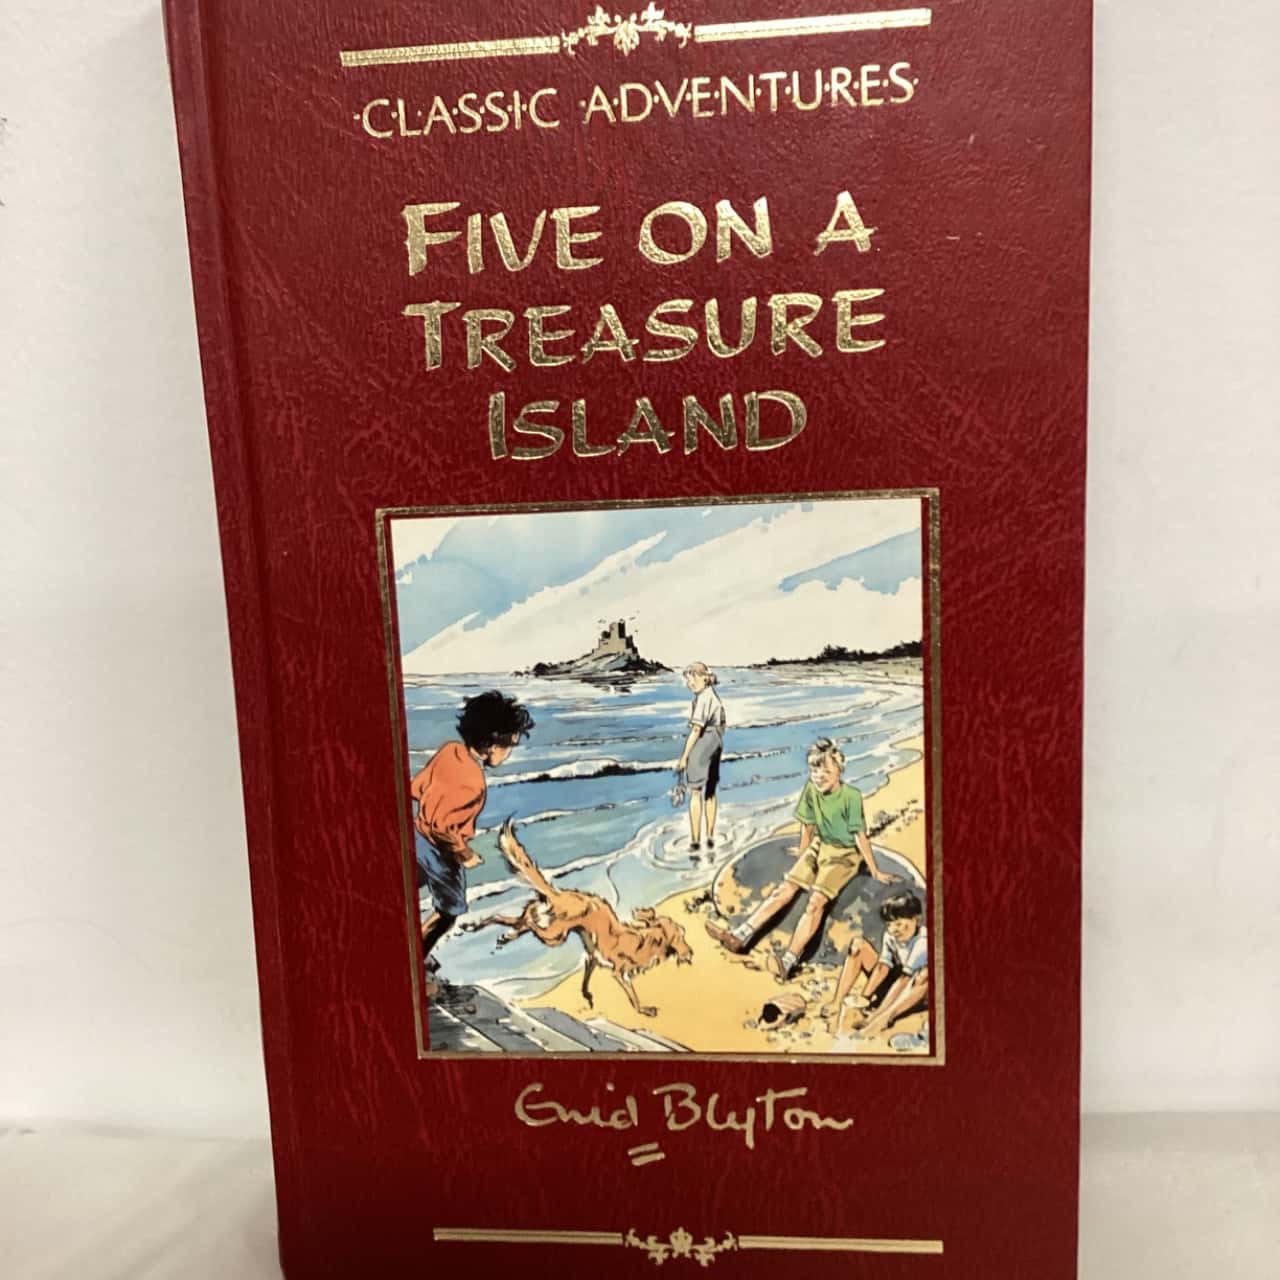 ·C·L·A·S·S·I·C ·A·D·V·E·N·T·U·R·E·S·
FIVE ON A
TREASURE
ISLAND
Enid Blyton